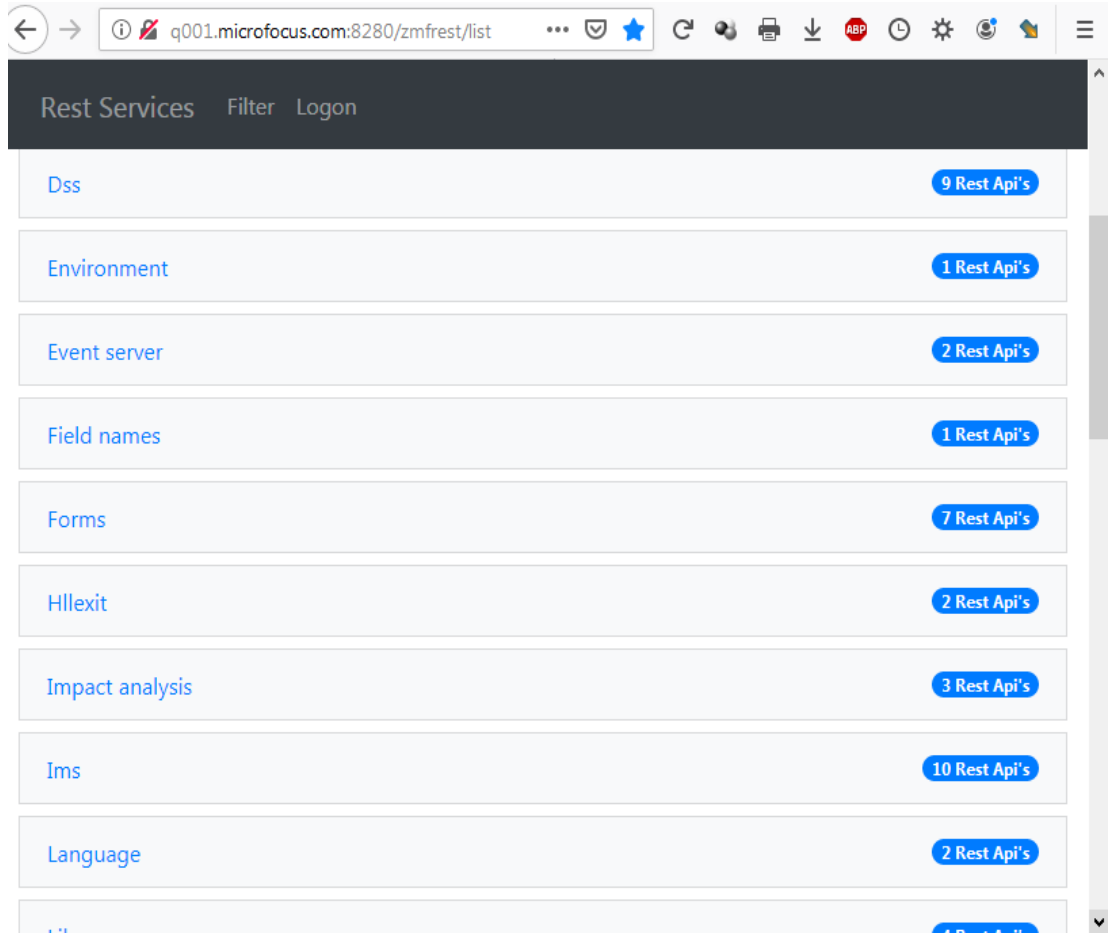 q001.microfocus.com:8280/zmfrest/list
ABP
Rest Services Filter Logon
Dss 9 Rest Api's
Environment 1 Rest Api's
Event server 2 Rest Api's
Field names 1 Rest Api's
Forms 7 Rest Api's
Hllexit 2 Rest Api's
Impact analysis 3 Rest Api's
Ims 10 Rest Api's
Language 2 Rest Api's